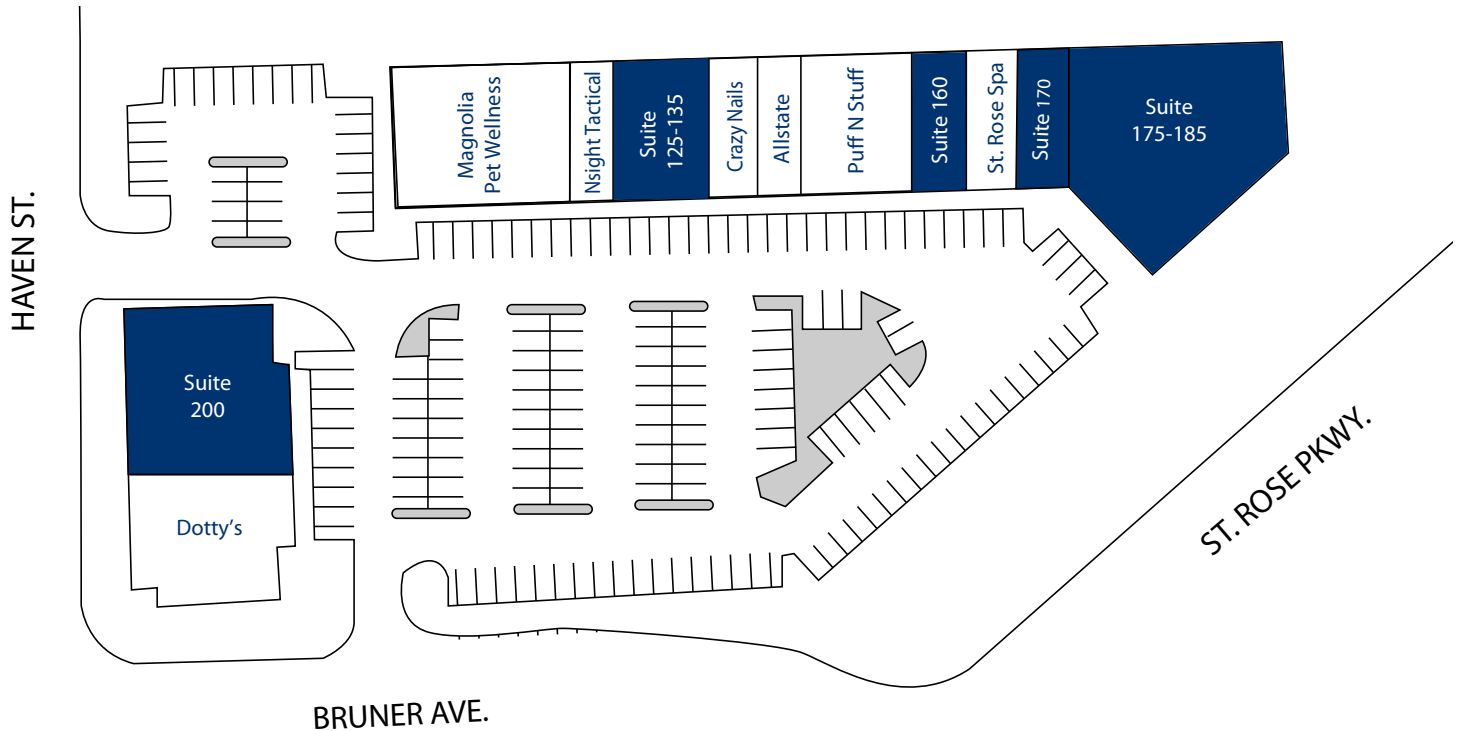 HAVEN ST.
Magnolia
Pet Wellness
Nsight Tactical
Suite
125-135
Crazy Nails
Allstate
Puff N Stuff
Suite 160
St. Rose Spa
Suite 170
Suite
175-185
Suite
200
Dotty's
ST. ROSE PKWY.
BRUNER AVE.